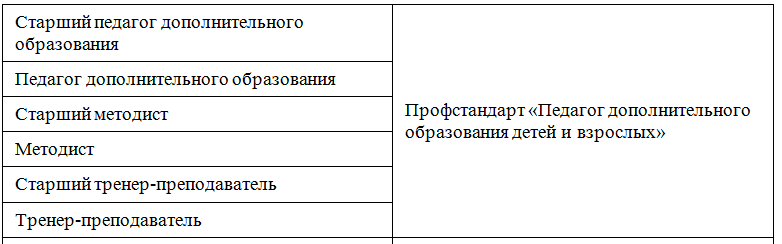 Старший педагог дополнительного
образования
Педагог дополнительного образования
Старший методист
Методист
Старший тренер-преподаватель
Тренер-преподаватель
Профстандарт «Педагог дополнительного
образования детей и взрослых»